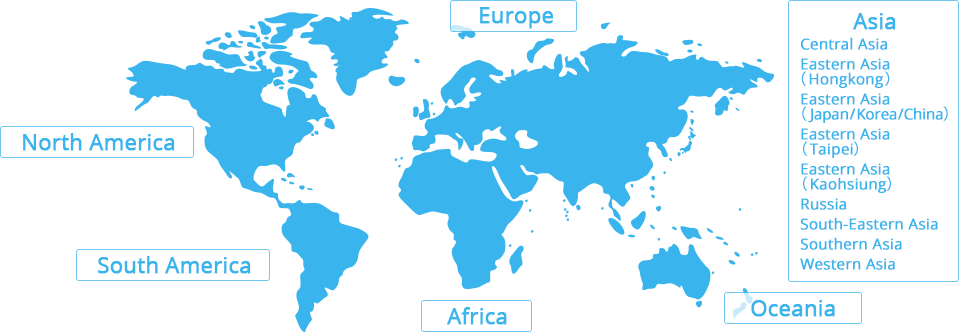 Europe
North America
South America
Africa
Oceania
Asia
Central Asia
Eastern Asia
（Hongkong）
Eastern Asia
（Japan/Korea/China）
Eastern Asia
（Taipei）
Eastern Asia
（Kaohsiung）
Russia
South-Eastern Asia
Southern Asia
Western Asia